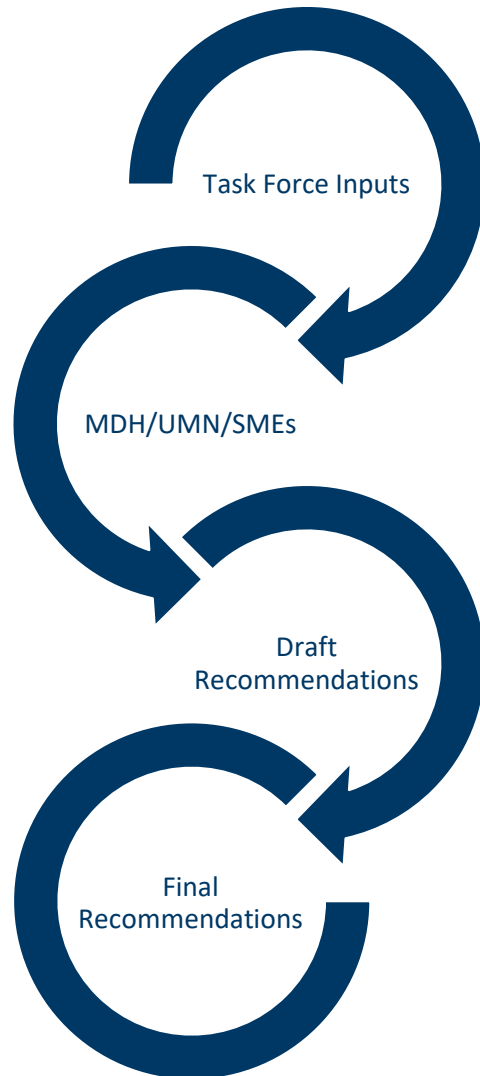 Task Force Inputs
MDH/UMN/SMEs
Draft
Recommendations
Final
Recommendations